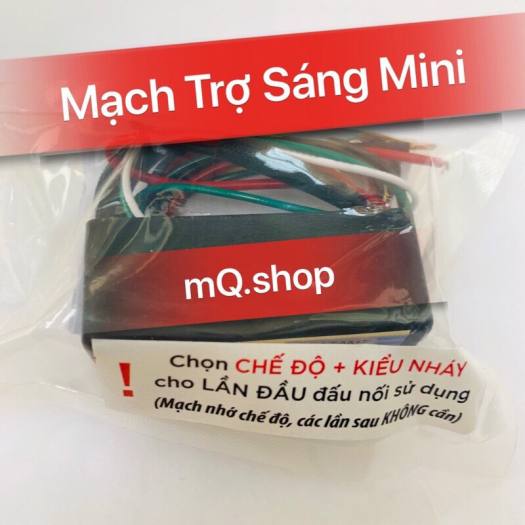 Mạch Trợ Sáng Mini
mQ.shop
! Chọn CHẾ ĐỘ + KIỂU NHÁY
cho LẦN ĐẦU đấu nối sử dụng
(Mạch nhớ chế độ, các lần sau KHÔNG cần)